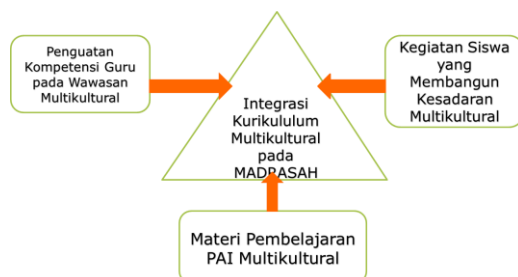 Penguatan
Kompetensi Guru
pada Wawasan
Multikultural
Integrasi
Kurikululum
Multikultural
pada
MADRASAH
Kegiatan Siswa
yang
Membangun
Kesadaran
Multikultural
Materi Pembelajaran
PAI Multikultural